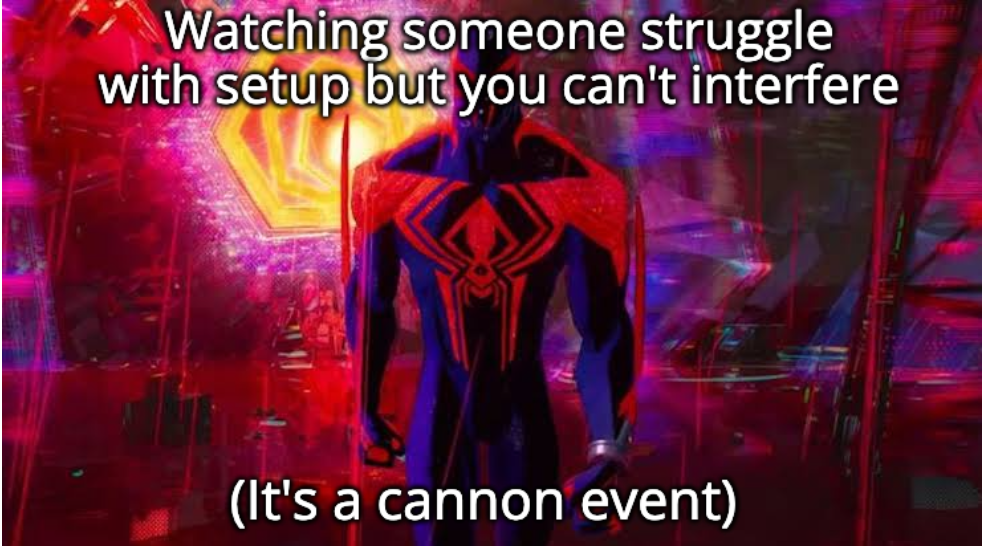 Watching someone struggle
with setup but you can't interfere
(It's a cannon event)